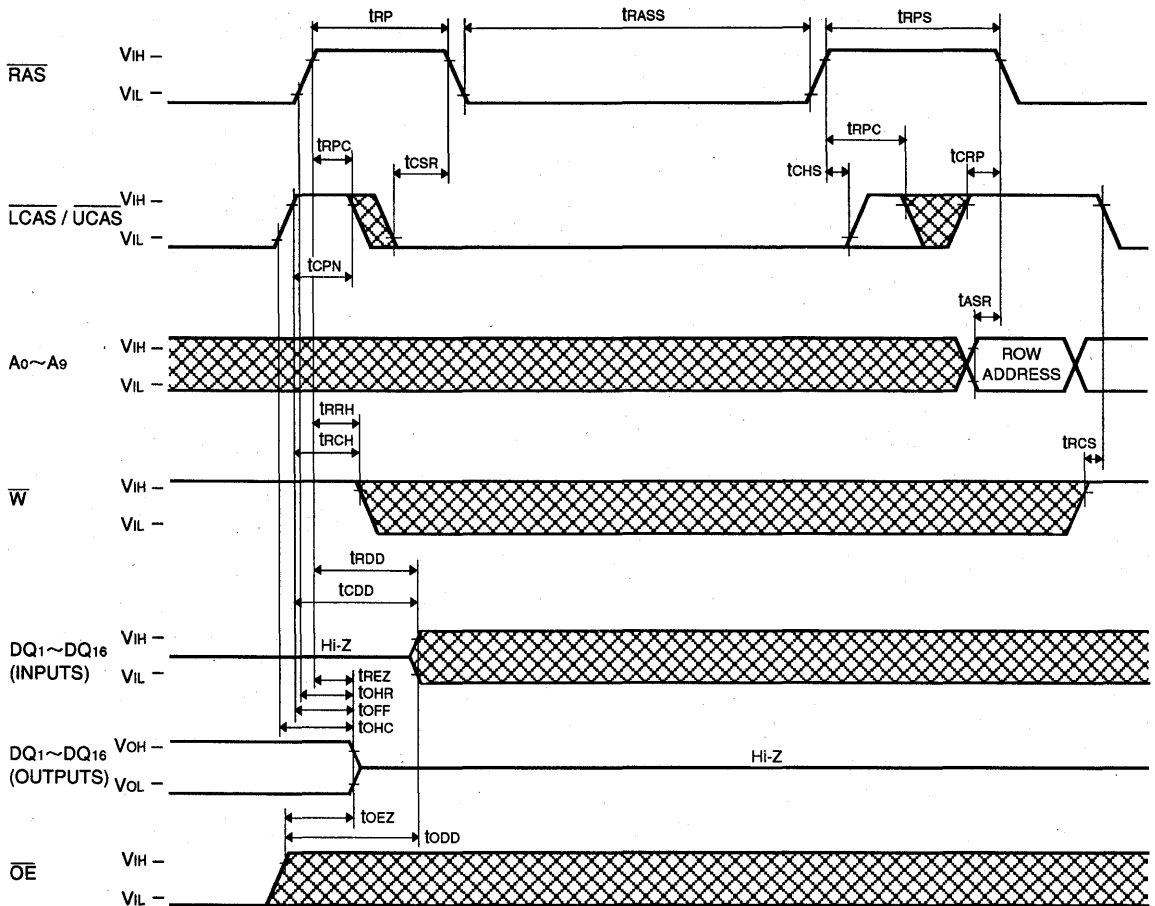 tRP
tRASS
tRPS
RAS
VIH
VIL
tRPC
tCSR
tRPC
tCHS
tCRP
LCAS / UCAS
VIH
VIL
tCPN
tASR
A0~A9
VIH
VIL
ROW
ADDRESS
tRRH
tRCH
tRCS
W
VIH
VIL
tRDD
tCDD
DQ1~DQ16
(INPUTS)
VIH
VIL
Hi-Z
tREZ
tOHR
tOFF
tOHC
DQ1~DQ16
(OUTPUTS)
VOH
VOL
Hi-Z
tOEZ
tODD
OE
VIH
VIL